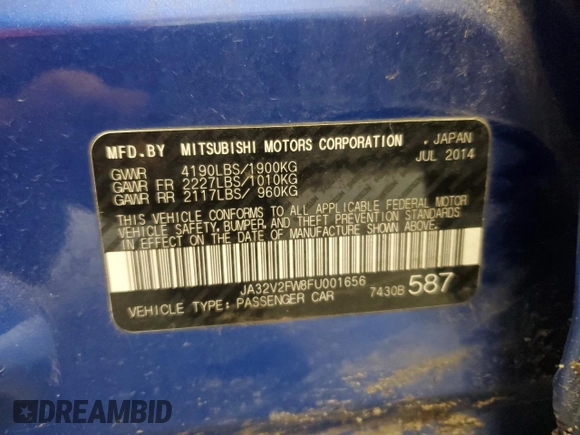 MFD.BY MITSUBISHI MOTORS CORPORATION . JAPAN
JUL 2014
GVWR 4190LBS/1900KG
GAWR FR 2227LBS/1010KG
GAWR RR 2117LBS/ 960KG
THIS VEHICLE CONFORMS TO ALL APPLICABLE FEDERAL MOTOR
VEHICLE SAFETY, BUMPER, AND THEFT PREVENTION STANDARDS
IN EFFECT ON THE DATE OF MANUFACTURE SHOWN ABOVE.
JA32V2FW8FU001656
VEHICLE TYPE: PASSENGER CAR 7430B 587
DREAMBID